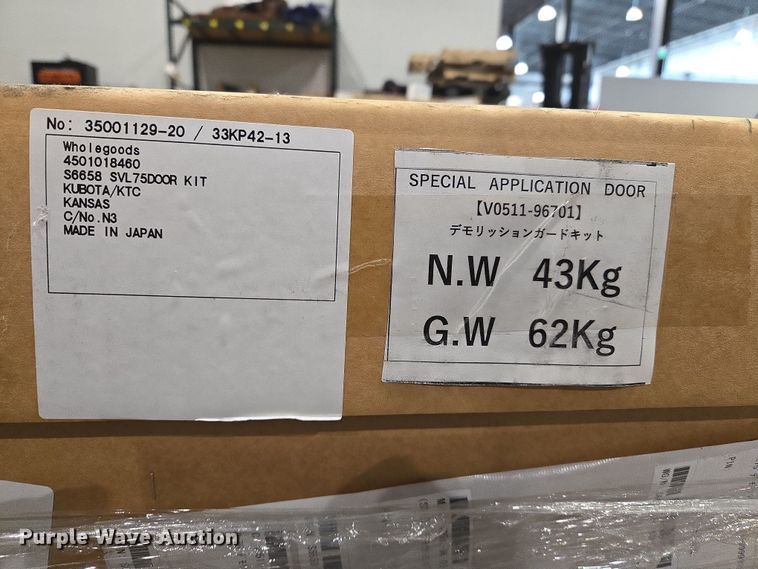 No: 35001129-20 / 33KP42-13
Wholegoods
4501018460
S6658 SVL75DOOR KIT
KUBOTA/KTC
KANSAS
C/No.N3
MADE IN JAPAN
SPECIAL APPLICATION DOOR
【V0511-96701】
デモリッションガードキット
N.W 43Kg
G.W 62Kg
PIN
Purple Wave Auction